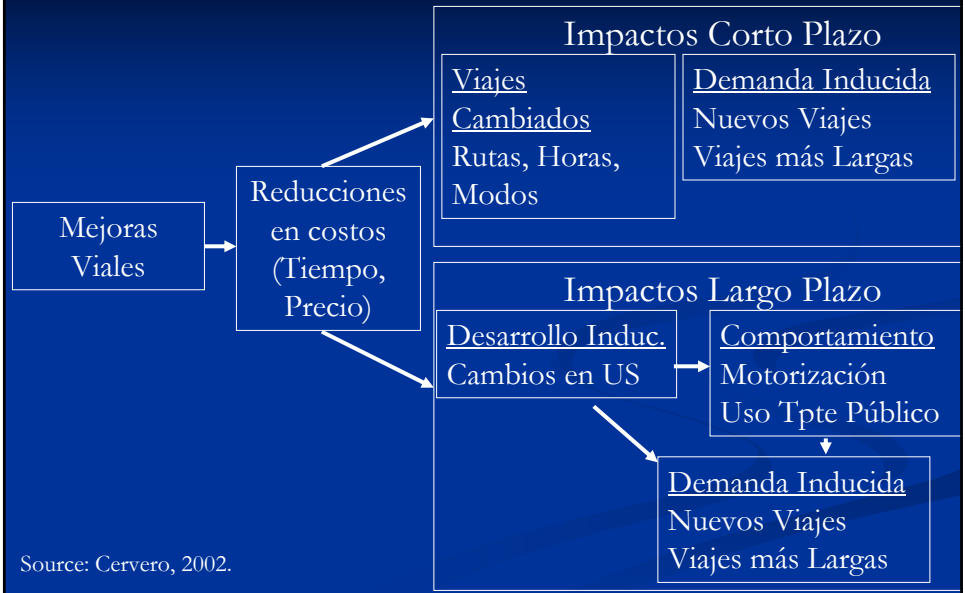 Mejoras
Viales
Reducciones
en costos
(Tiempo,
Precio)
Impactos Corto Plazo
Viajes
Cambiados
Rutas, Horas,
Modos
Demanda Inducida
Nuevos Viajes
Viajes más Largas
Impactos Largo Plazo
Desarrollo Induc.
Cambios en US
Comportamiento
Motorización
Uso Tpte Público
Demanda Inducida
Nuevos Viajes
Viajes más Largas
Source: Cervero, 2002.